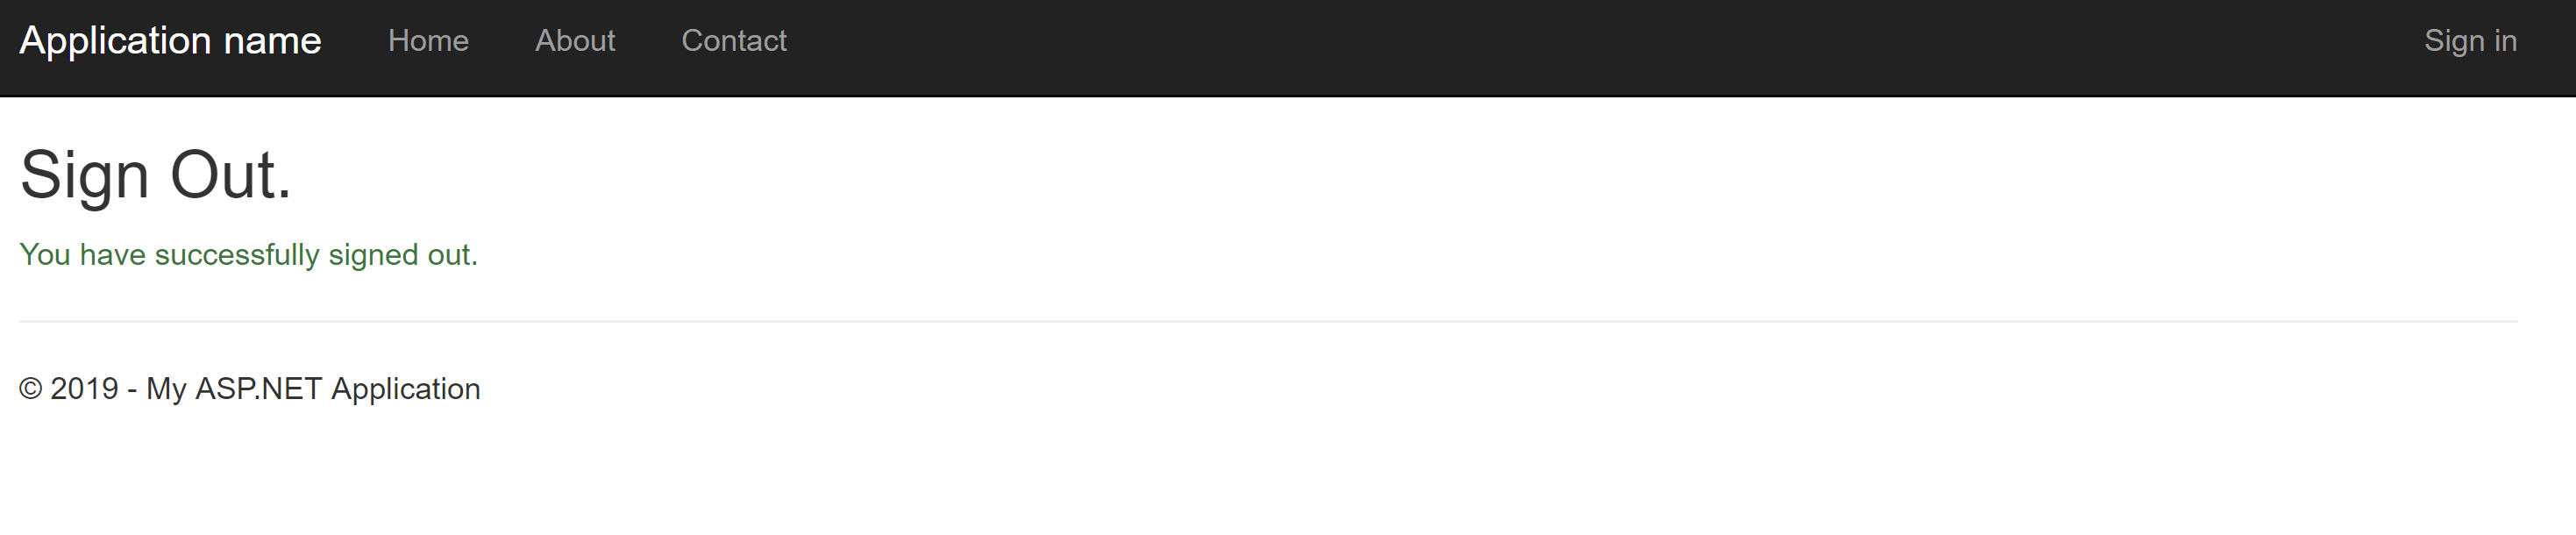 Application name Home About Contact Sign in
Sign Out.
You have successfully signed out.
© 2019 - My ASP.NET Application